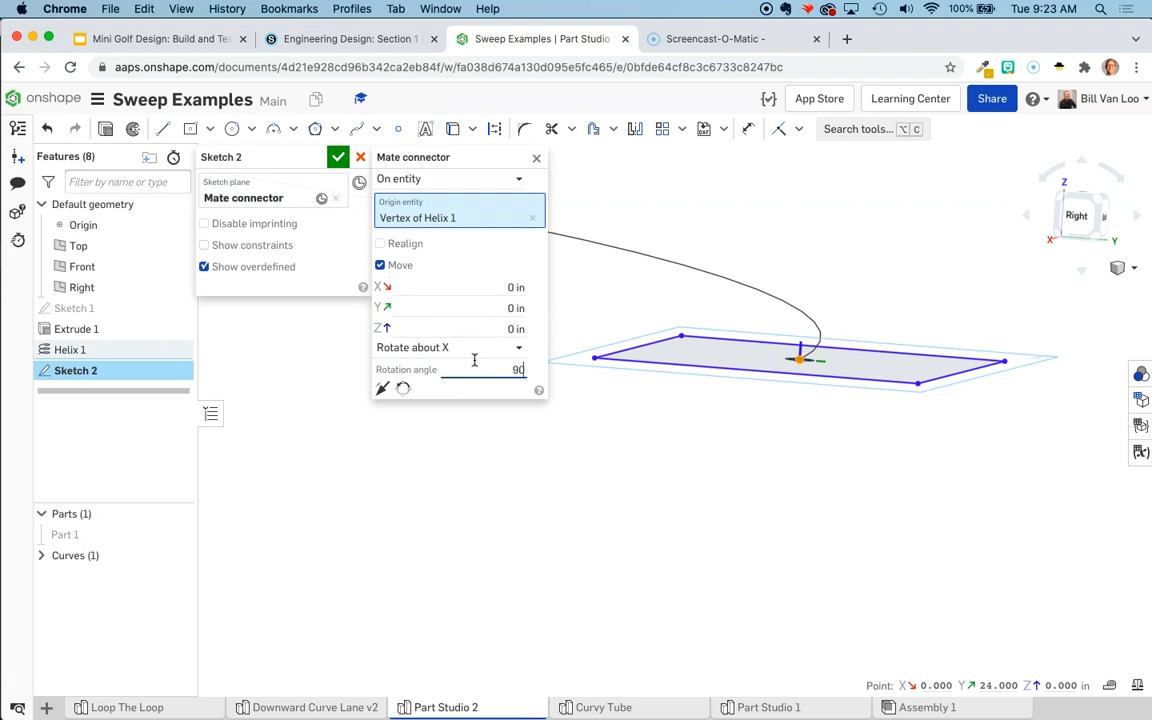 Chrome File Edit View History Bookmarks Profiles Tab Window Help 100% Tue 9:23 AM
Mini Golf Design: Build and Te Engineering Design: Section 1 Sweep Examples | Part Studio Screencast-O-Matic -
aaps.onshape.com/documents/4d21e928cd96b342ca2eb84f/w/fa038d674a130d095e5fc465/e/0bfde64cf8c3c6733c8247bc
onshape Sweep Examples Main App Store Learning Center Share Bill Van Loo
Search tools... ⌥ C
Features (8)
Filter by name or type
Default geometry
Origin
Top
Front
Right
Sketch 1
Extrude 1
Helix 1
Sketch 2
Parts (1)
Part 1
Curves (1)
Sketch 2
Sketch plane
Mate connector
Disable imprinting
Show constraints
Show overdefined
Mate connector
On entity
Origin entity
Vertex of Helix 1
Realign
Move
X 0 in
Y 0 in
Z 0 in
Rotate about X
Rotation angle 90
Z
Right
X Y
Point: X 0.000 Y 24.000 Z 0.000 in
Loop The Loop Downward Curve Lane v2 Part Studio 2 Curvy Tube Part Studio 1 Assembly 1